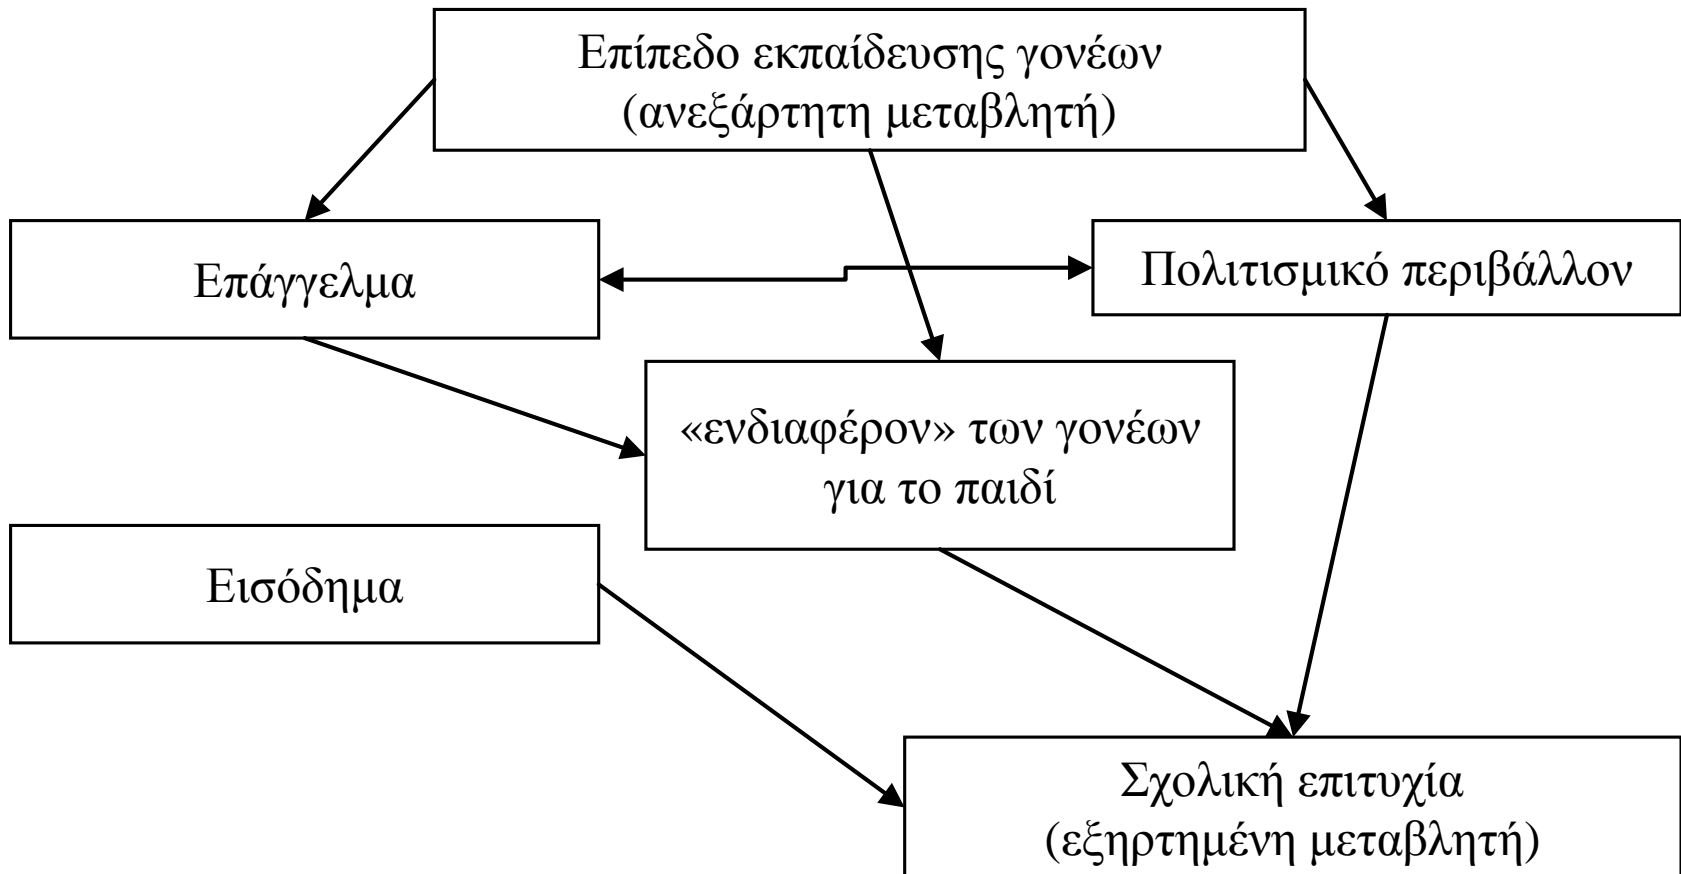 Επίπεδο εκπαίδευσης γονέων
(ανεξάρτητη μεταβλητή)
Επάγγελμα
Πολιτισμικό περιβάλλον
«ενδιαφέρον» των γονέων
για το παιδί
Εισόδημα
Σχολική επιτυχία
(εξηρτημένη μεταβλητή)